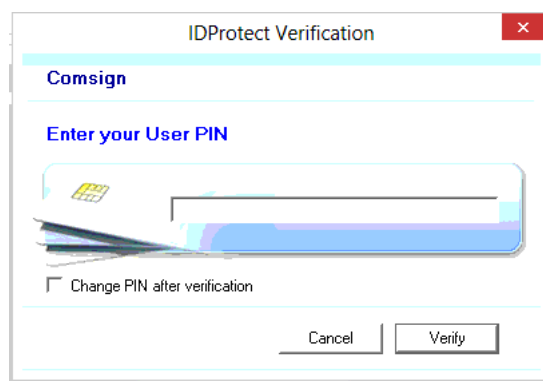 IDProtect Verification
Comsign
Enter your User PIN
Change PIN after verification
Cancel
Verify